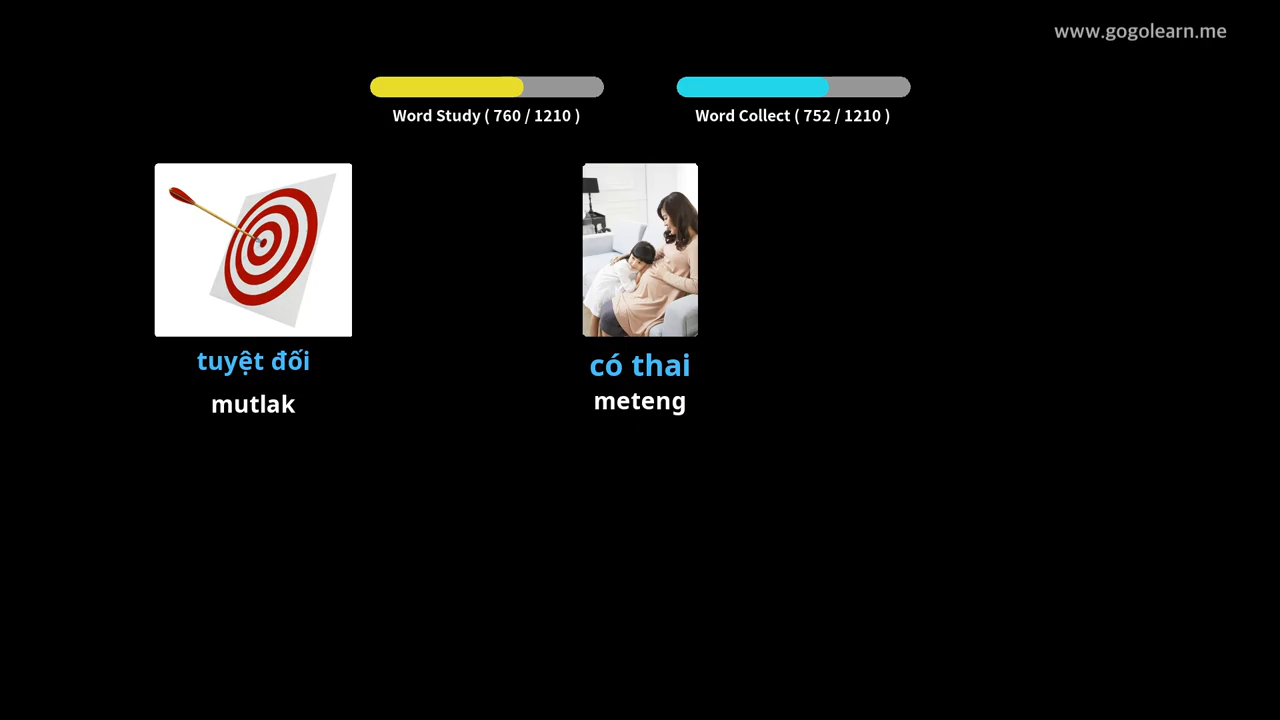 www.gogolearn.me
Word Study ( 760 / 1210 )
Word Collect ( 752 / 1210 )
tuyệt đối
mutlak
có thai
meteng